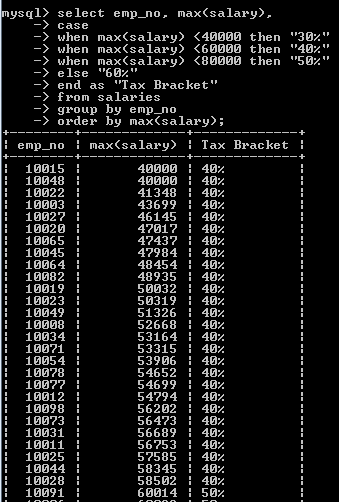 mysql> select emp_no, max(salary),
-> case
-> when max(salary) <40000 then "30%"
-> when max(salary) <60000 then "40%"
-> when max(salary) <80000 then "50%"
-> else "60%"
-> end as "Tax Bracket"
-> from salaries
-> group by emp_no
-> order by max(salary);
+--------+-------------+-------------+
¦ emp_no ¦ max(salary) ¦ Tax Bracket ¦
+--------+-------------+-------------+
¦ 10015 ¦ 40000 ¦ 40% ¦
¦ 10048 ¦ 40000 ¦ 40% ¦
¦ 10022 ¦ 41348 ¦ 40% ¦
¦ 10003 ¦ 43699 ¦ 40% ¦
¦ 10027 ¦ 46145 ¦ 40% ¦
¦ 10020 ¦ 47017 ¦ 40% ¦
¦ 10065 ¦ 47437 ¦ 40% ¦
¦ 10045 ¦ 47984 ¦ 40% ¦
¦ 10064 ¦ 48454 ¦ 40% ¦
¦ 10082 ¦ 48935 ¦ 40% ¦
¦ 10019 ¦ 50032 ¦ 40% ¦
¦ 10023 ¦ 50319 ¦ 40% ¦
¦ 10049 ¦ 51326 ¦ 40% ¦
¦ 10008 ¦ 52668 ¦ 40% ¦
¦ 10034 ¦ 53164 ¦ 40% ¦
¦ 10071 ¦ 53315 ¦ 40% ¦
¦ 10054 ¦ 53906 ¦ 40% ¦
¦ 10078 ¦ 54652 ¦ 40% ¦
¦ 10077 ¦ 54699 ¦ 40% ¦
¦ 10012 ¦ 54794 ¦ 40% ¦
¦ 10098 ¦ 56202 ¦ 40% ¦
¦ 10073 ¦ 56473 ¦ 40% ¦
¦ 10031 ¦ 56689 ¦ 40% ¦
¦ 10011 ¦ 56753 ¦ 40% ¦
¦ 10025 ¦ 57585 ¦ 40% ¦
¦ 10044 ¦ 58345 ¦ 40% ¦
¦ 10028 ¦ 58502 ¦ 40% ¦
¦ 10091 ¦ 60014 ¦ 50% ¦